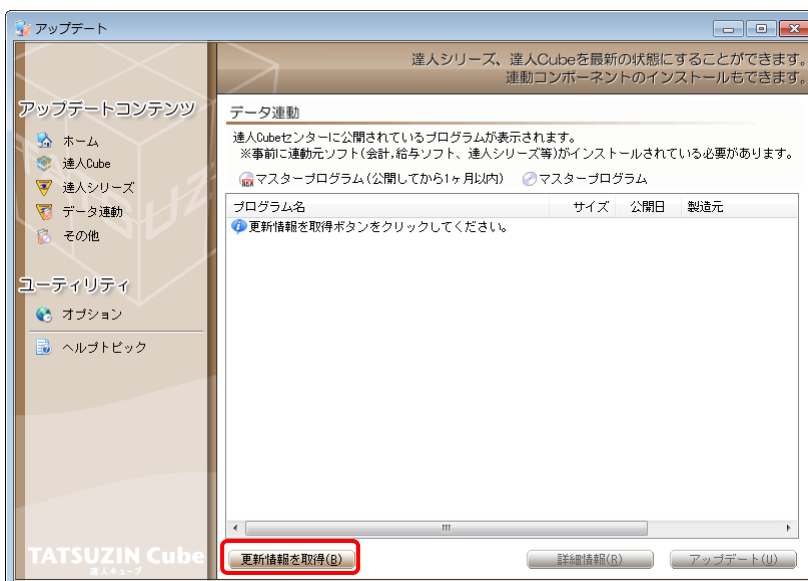 アップデート
達人シリーズ、達人Cubeを最新の状態にすることができます。
連動コンポーネントのインストールもできます。
アップデートコンテンツ
ホーム
達人Cube
達人シリーズ
データ連動
その他
ユーティリティ
オプション
ヘルプトピック
TATSUZIN Cube
達人キューブ
データ連動
達人Cubeセンターに公開されているプログラムが表示されます。
※事前に連動元ソフト(会計,給与ソフト、達人シリーズ等)がインストールされている必要があります。
マスタープログラム(公開してから1ヶ月以内) マスタープログラム
プログラム名 サイズ 公開日 製造元
更新情報を取得ボタンをクリックしてください。
更新情報を取得(B) 詳細情報(R) アップデート(U)